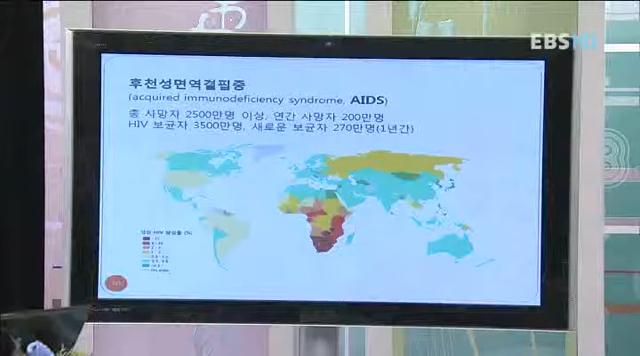 EBS
후천성면역결핍증
(acquired immunodeficiency syndrome, AIDS)
총 사망자 2500만명 이상, 연간 사망자 200만명
HIV 보균자 3500만명, 새로운 보균자 270만명(1년간)